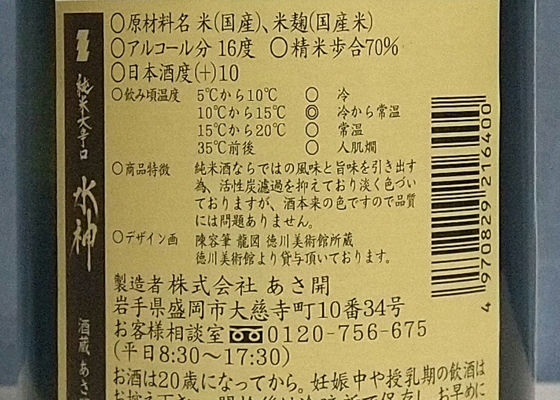 ○原材料名 米(国産)、米麹(国産米)
○アルコール分 16度 ○精米歩合70%
○日本酒度(+)10
○飲み頃温度 5℃から10℃ ○ 冷
10℃から15℃ ◎ 冷から常温
15℃から20℃ ○ 常温
35℃前後 ○ 人肌燗
○商品特徴 純米酒ならではの風味と旨味を引き出す
為、活性炭濾過を抑えており淡く色づい
ておりますが、酒本来の色ですので品質
には問題ありません。
○デザイン画 陳容筆 龍図 徳川美術館所蔵
徳川美術館より貸与頂いています。
製造者 株式会社 あさ開
岩手県盛岡市大慈寺町10番34号
お客様相談室 0120-756-675
(平日8:30~17:30)
お酒は20歳になってから。妊娠中や授乳期の飲酒は
純米大辛口
水神
酒蔵 あさ
4 970829 216400